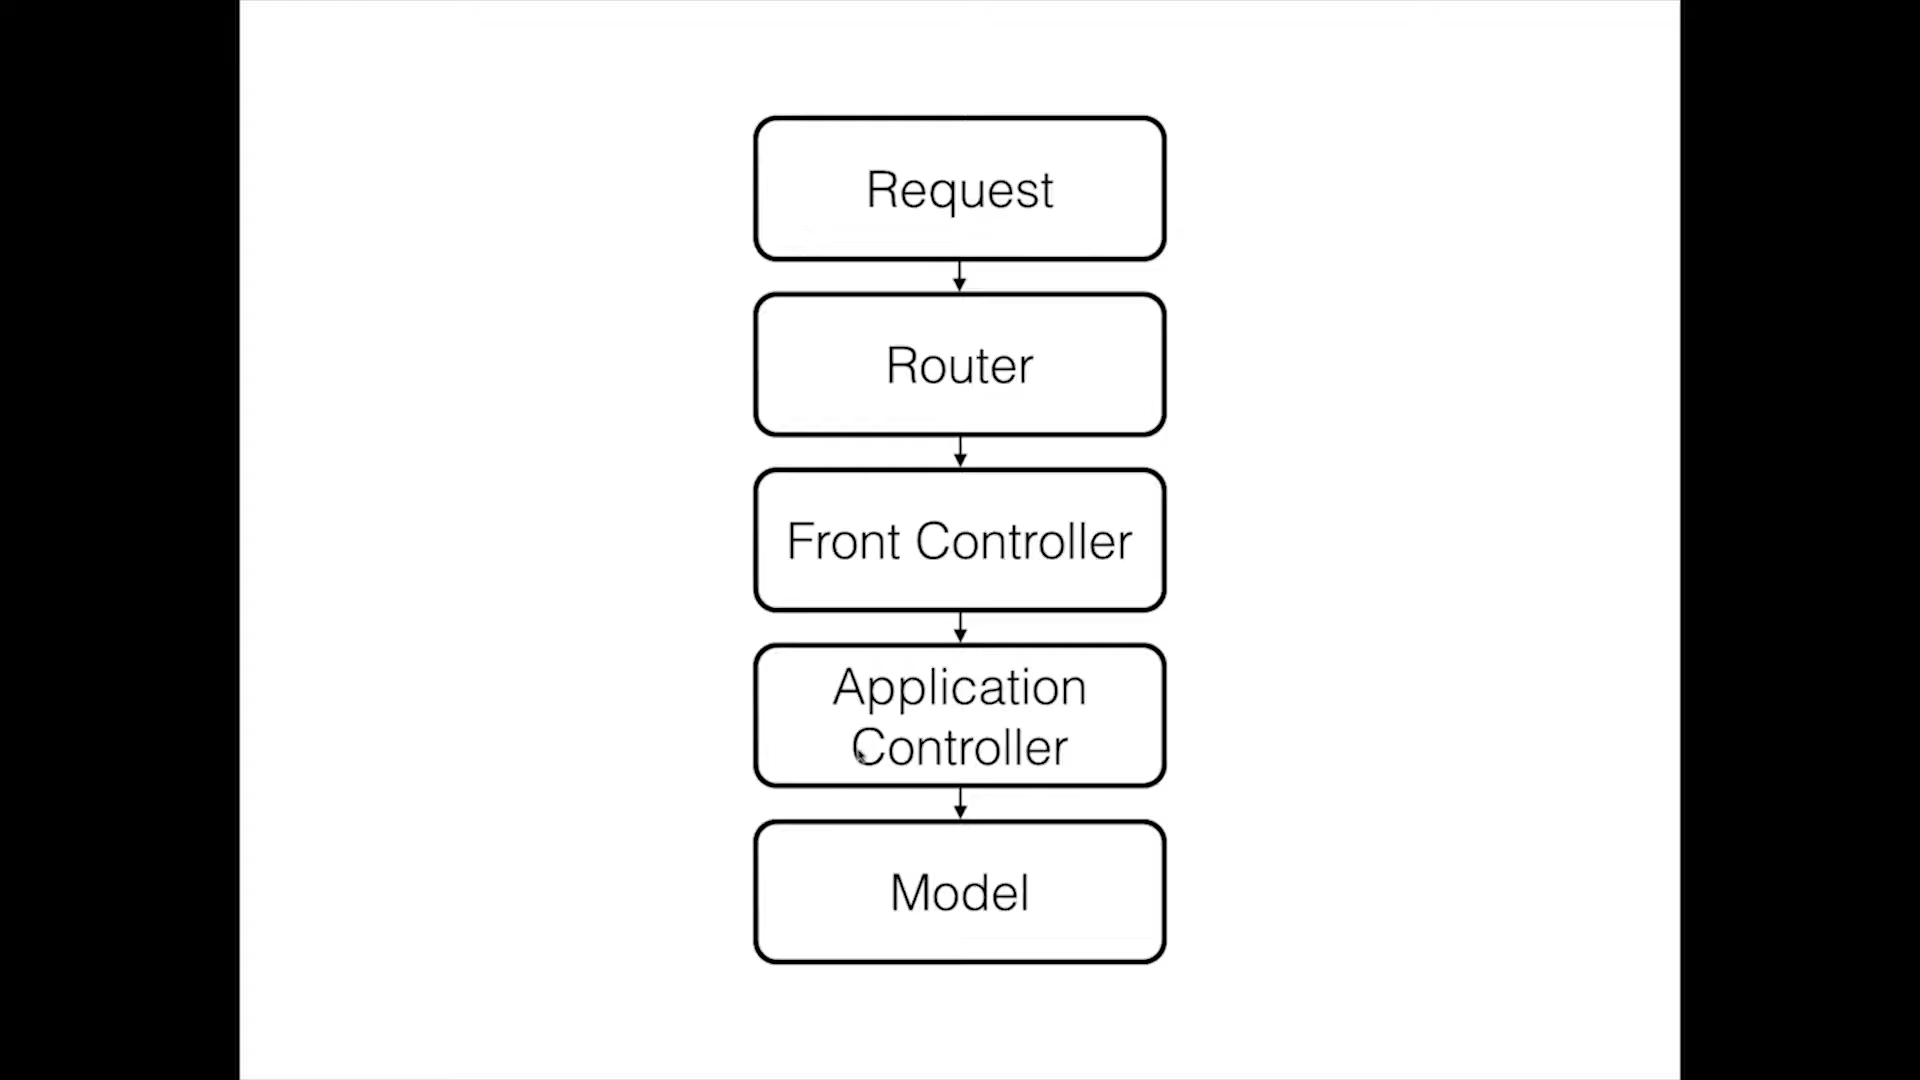 Request
Router
Front Controller
Application
Controller
Model